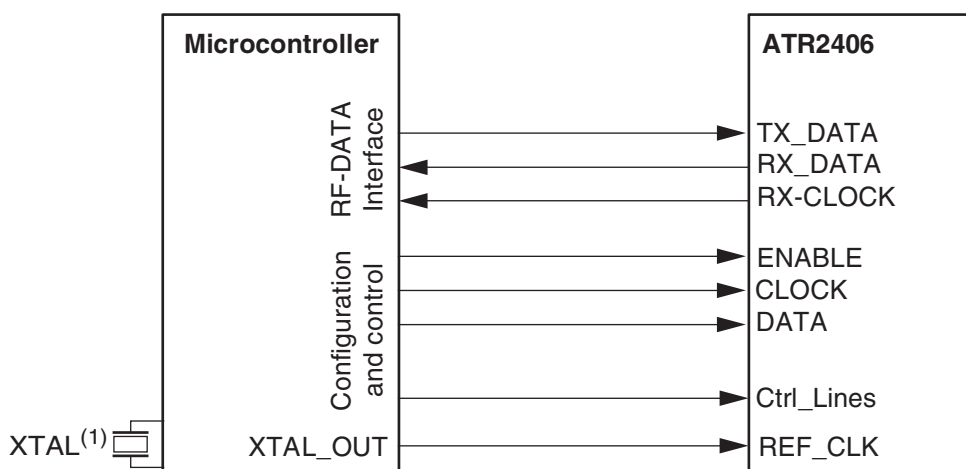 Microcontroller
ATR2406
RF-DATA
Interface
TX_DATA
RX_DATA
RX-CLOCK
Configuration
and control
ENABLE
CLOCK
DATA
Ctrl_Lines
XTAL(1)
XTAL_OUT
REF_CLK